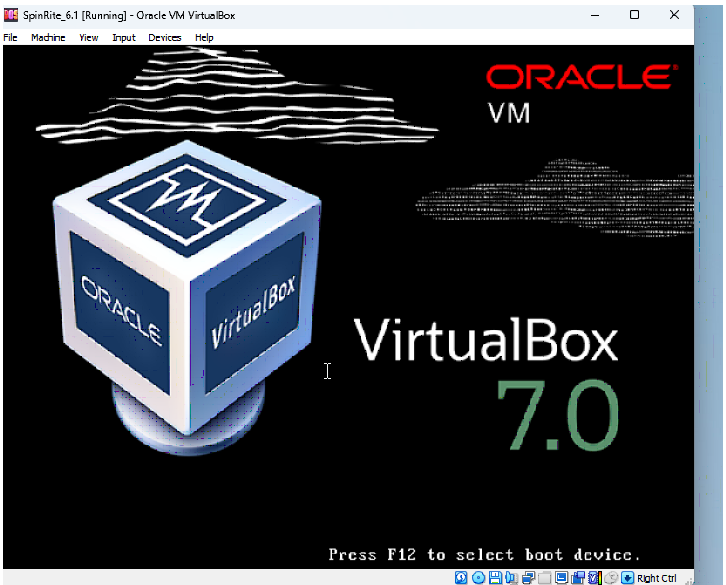 SpinRite_6.1 [Running] - Oracle VM VirtualBox
File Machine View Input Devices Help
ORACLE
VM
ORACLE
VirtualBox
VirtualBox
7.0
Press F12 to select boot device.
Right Ctrl